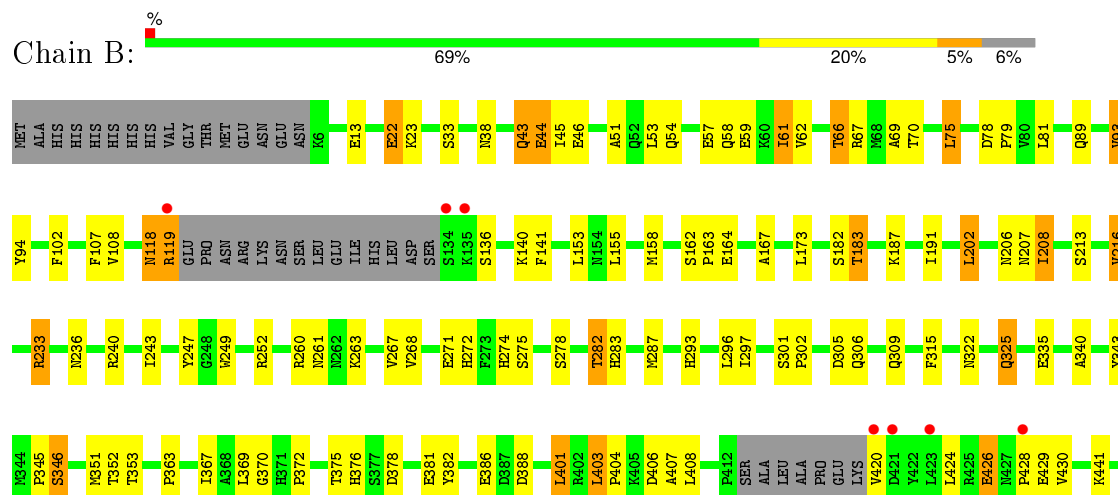 %
Chain B:
69% 20% 5% 6%
MET ALA HIS HIS HIS HIS HIS HIS VAL GLY THR MET GLU ASN GLU ASN K6 E13 E22 K23 S33 N38 Q43 E44 I45 E46 A51 Q52 L53 Q54 E57 Q58 E59 K60 I61 V62 T66 R67 M68 A69 T70 L75 D78 P79 V80 L81 Q89 V93
Y94 F102 F107 V108 N118 R119 GLU PRO ASN ARG LYS ASN SER LEU GLU ILE HIS LEU ASP SER S134 K135 S136 K140 F141 L153 N154 L155 M158 S162 P163 E164 A167 L173 S182 T183 K187 I191 L202 N206 N207 I208 S213 V216
R233 N236 R240 I243 Y247 G248 W249 R252 R260 N261 N262 K263 V267 V268 E271 H272 F273 H274 S275 S278 T282 H283 M287 H293 L296 I297 S301 P302 D305 Q306 Q309 F315 N322 Q325 E335 A340 Y343
M344 P345 S346 M351 T352 T353 P363 I367 A368 L369 G370 H371 P372 T375 H376 S377 D378 E381 Y382 E386 D387 D388 L401 R402 L403 P404 K405 D406 A407 L408 P412 SER ALA LEU ALA PRO GLU LYS V420 D421 Y422 L423 L424 R425 E426 N427 P428 E429 V430 K441